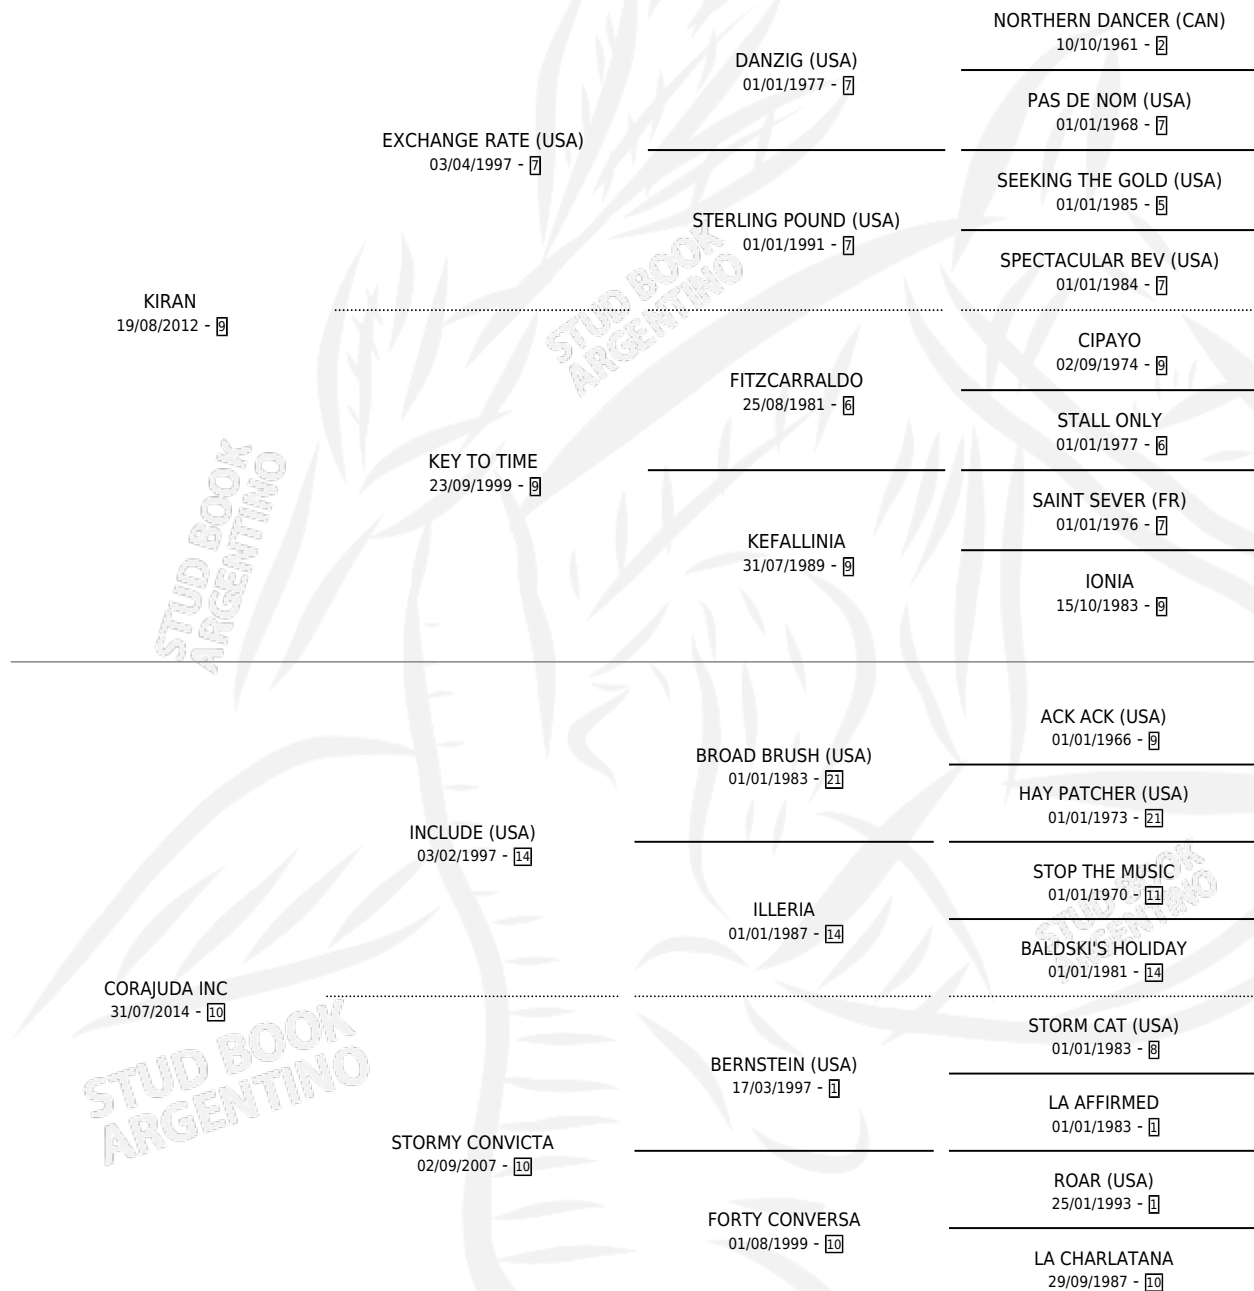 NORTHERN DANCER (CAN)
10/10/1961 - 2
DANZIG (USA)
01/01/1977 - 7
PAS DE NOM (USA)
01/01/1968 - 7
EXCHANGE RATE (USA)
03/04/1997 - 7
SEEKING THE GOLD (USA)
01/01/1985 - 5
STERLING POUND (USA)
01/01/1991 - 7
SPECTACULAR BEV (USA)
01/01/1984 - 7
KIRAN
19/08/2012 - 9
CIPAYO
02/09/1974 - 9
FITZCARRALDO
25/08/1981 - 6
STALL ONLY
01/01/1977 - 6
KEY TO TIME
23/09/1999 - 9
SAINT SEVER (FR)
01/01/1976 - 7
KEFALLINIA
31/07/1989 - 9
IONIA
15/10/1983 - 9
ACK ACK (USA)
01/01/1966 - 9
BROAD BRUSH (USA)
01/01/1983 - 21
HAY PATCHER (USA)
01/01/1973 - 21
INCLUDE (USA)
03/02/1997 - 14
STOP THE MUSIC
01/01/1970 - 11
ILLERIA
01/01/1987 - 14
BALDSKI'S HOLIDAY
01/01/1981 - 14
CORAJUDA INC
31/07/2014 - 10
STORM CAT (USA)
01/01/1983 - 8
BERNSTEIN (USA)
17/03/1997 - 1
LA AFFIRMED
01/01/1983 - 1
STORMY CONVICTA
02/09/2007 - 10
ROAR (USA)
25/01/1993 - 1
FORTY CONVERSA
01/08/1999 - 10
LA CHARLATANA
29/09/1987 - 10
STUD BOOK
ARGENTINO
STUD BOOK
ARGENTINO
STUD BOOK
ARGENTINO
STUD BOOK
ARGENTINO